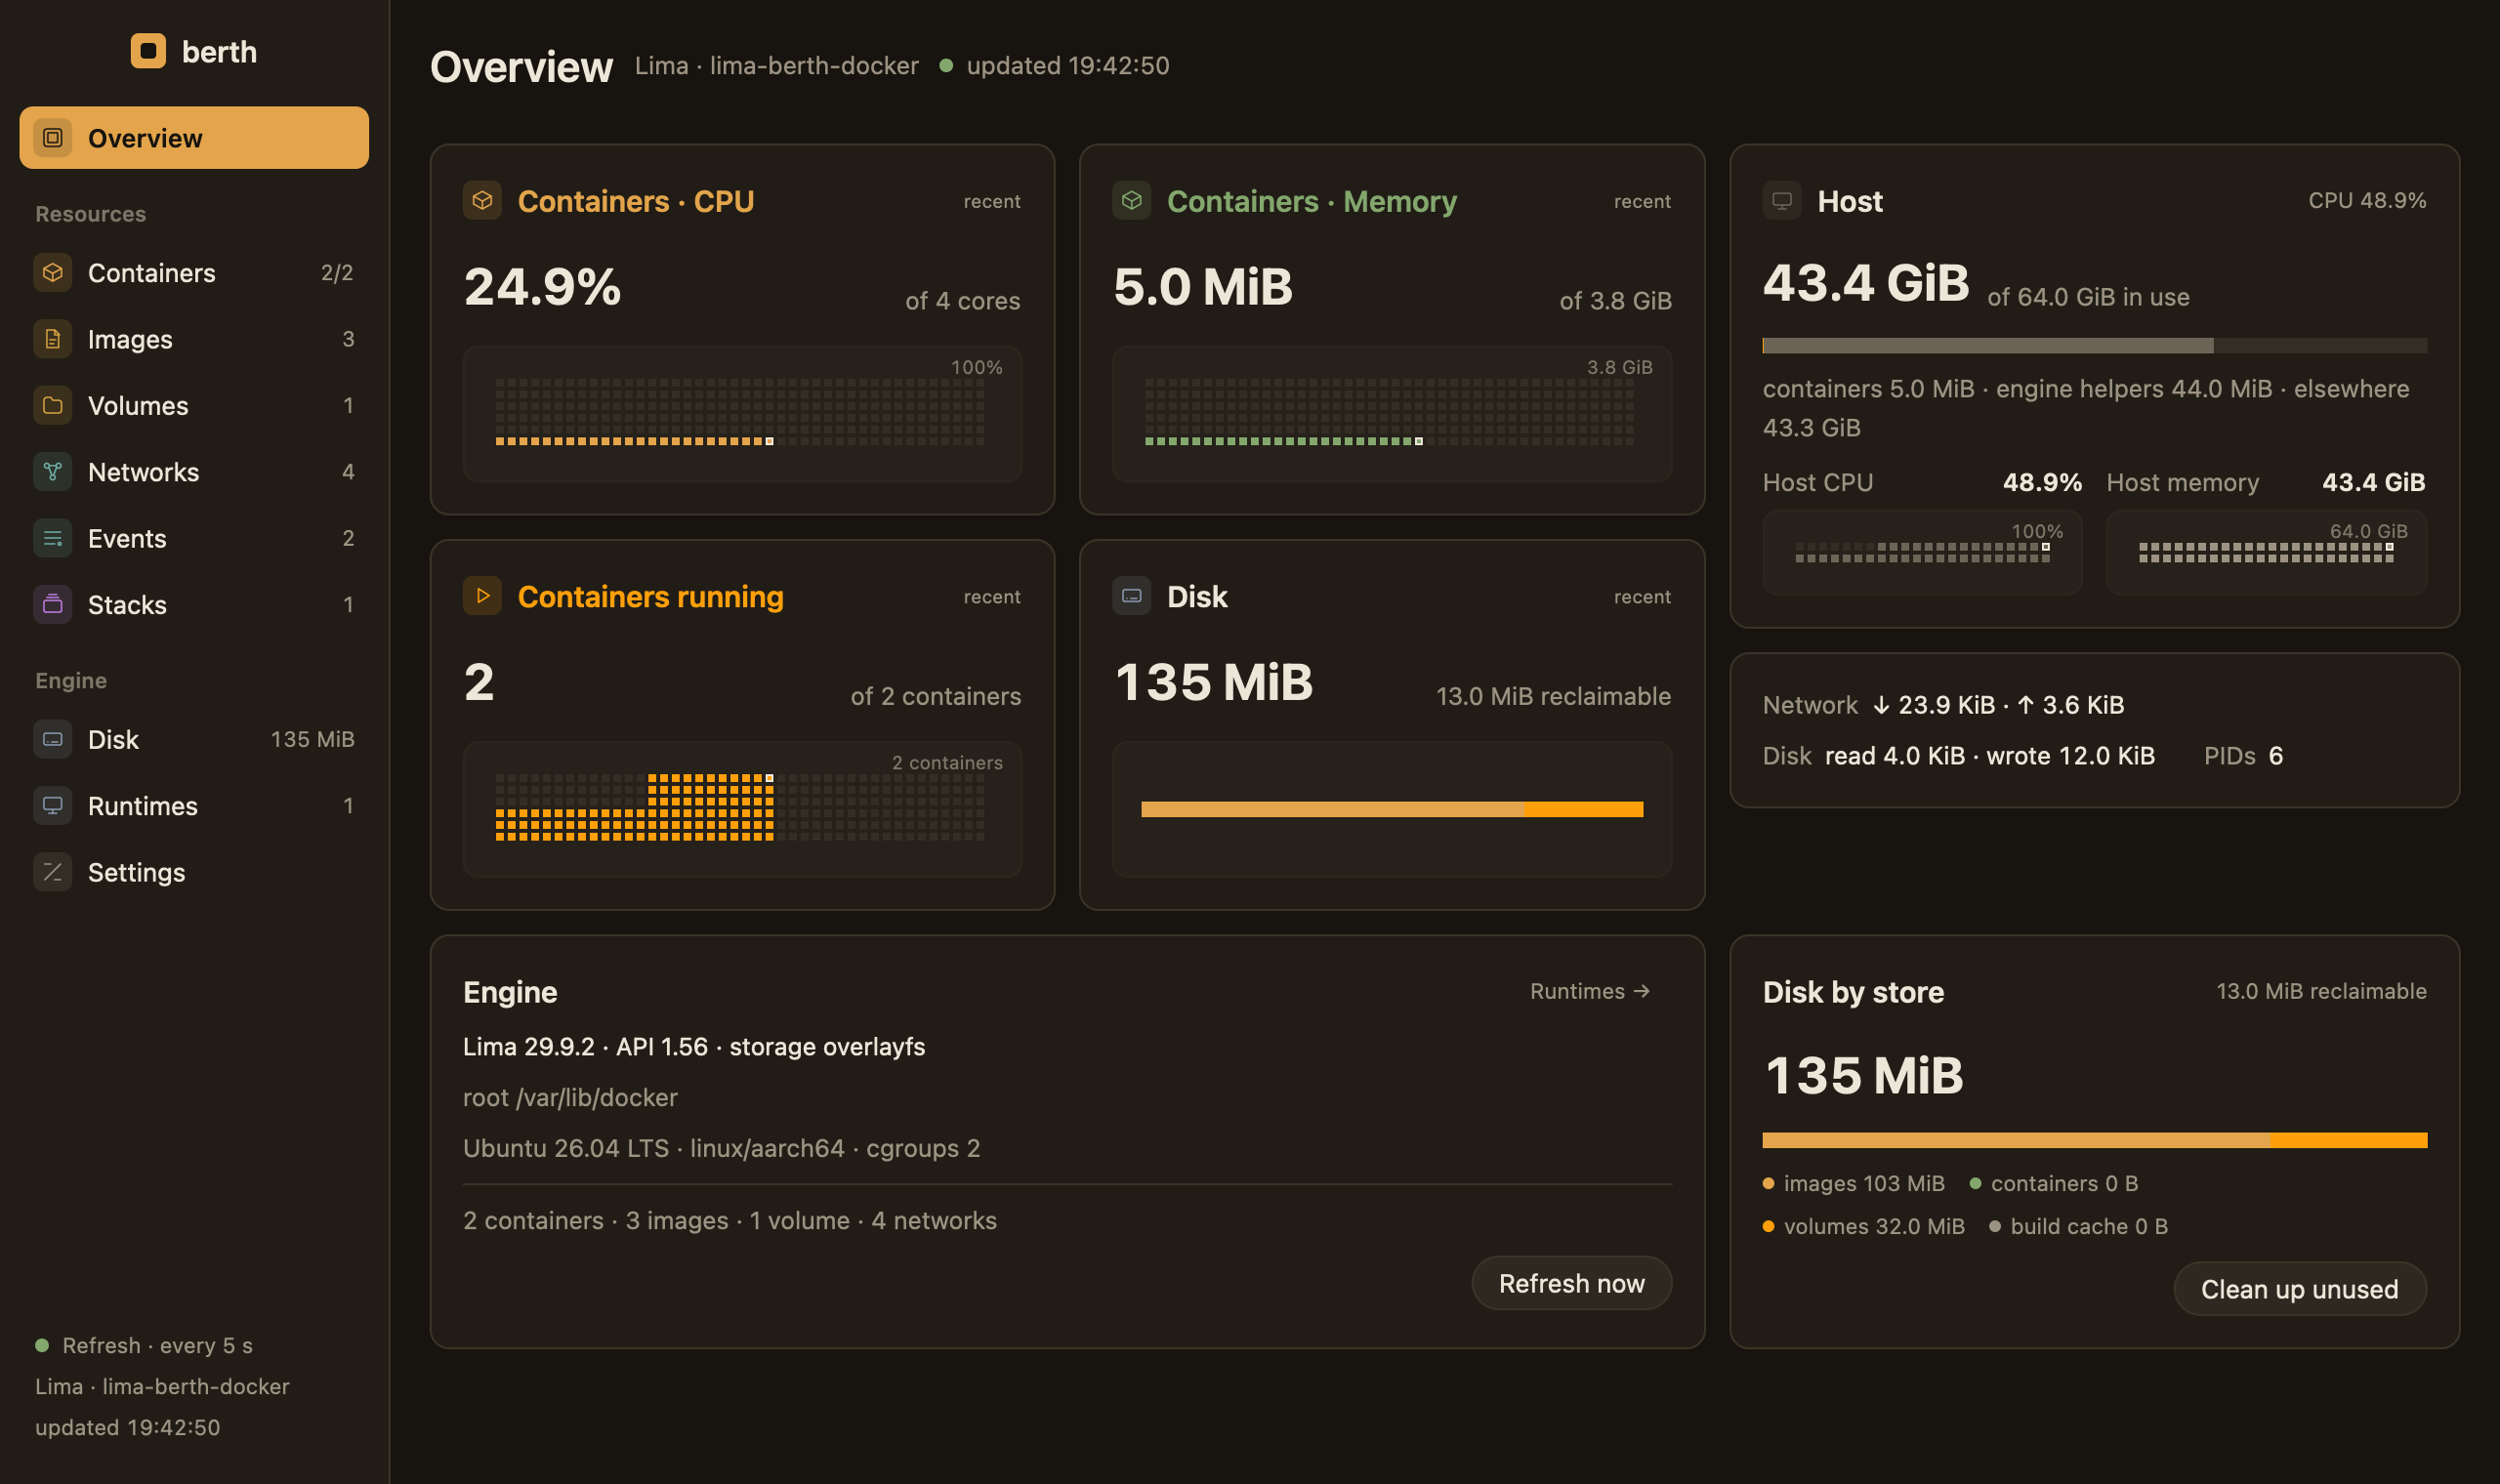 berth
Overview
Resources
Containers 2/2
Images 3
Volumes 1
Networks 4
Events 2
Stacks 1
Engine
Disk 135 MiB
Runtimes 1
Settings
Refresh · every 5 s
Lima · lima-berth-docker
updated 19:42:50
Overview Lima · lima-berth-docker updated 19:42:50
Containers · CPU recent
24.9% of 4 cores
100%
Containers · Memory recent
5.0 MiB of 3.8 GiB
3.8 GiB
Host CPU 48.9%
43.4 GiB of 64.0 GiB in use
containers 5.0 MiB · engine helpers 44.0 MiB · elsewhere
43.3 GiB
Host CPU 48.9% Host memory 43.4 GiB
100% 64.0 GiB
Containers running recent
2 of 2 containers
2 containers
Disk recent
135 MiB 13.0 MiB reclaimable
Network ↓ 23.9 KiB · ↑ 3.6 KiB
Disk read 4.0 KiB · wrote 12.0 KiB PIDs 6
Engine Runtimes →
Lima 29.9.2 · API 1.56 · storage overlayfs
root /var/lib/docker
Ubuntu 26.04 LTS · linux/aarch64 · cgroups 2
2 containers · 3 images · 1 volume · 4 networks
Refresh now
Disk by store 13.0 MiB reclaimable
135 MiB
images 103 MiB containers 0 B
volumes 32.0 MiB build cache 0 B
Clean up unused